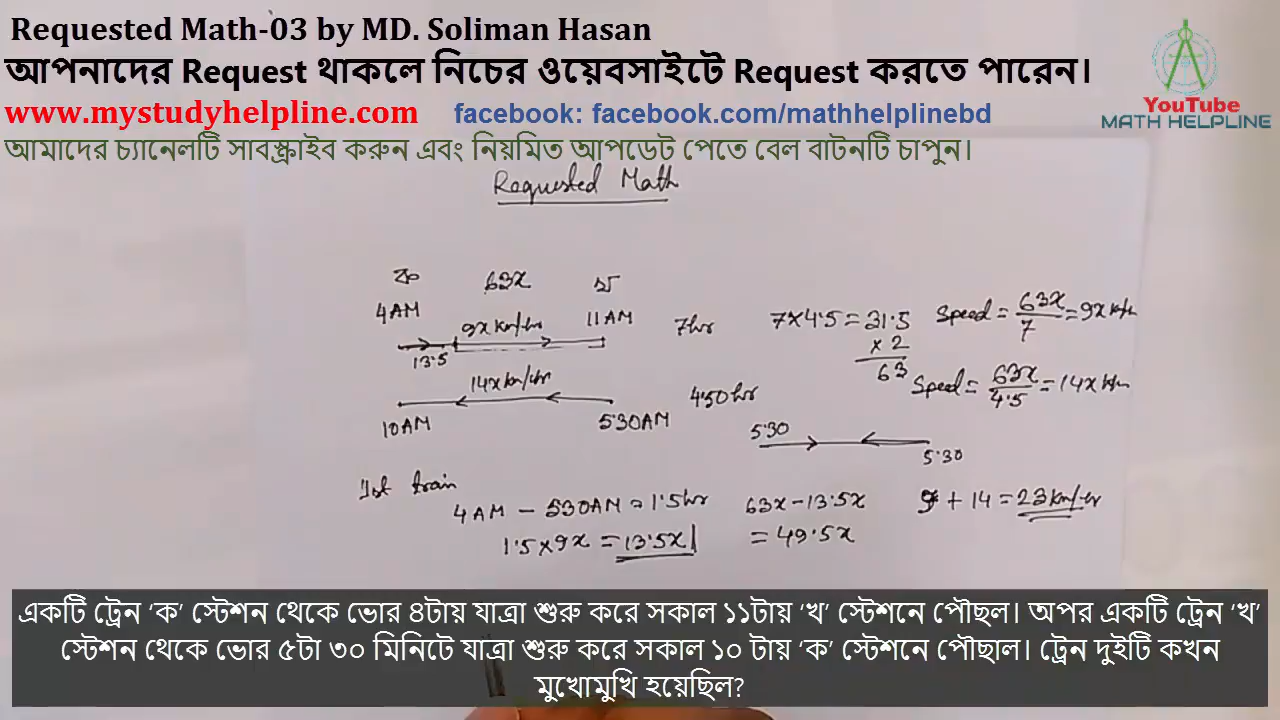 Requested Math-03 by MD. Soliman Hasan
আপনাদের Request থাকলে নিচের ওয়েবসাইটে Request করতে পারেন।
www.mystudyhelpline.com facebook: facebook.com/mathhelplinebd
YouTube
MATH HELPLINE
আমাদের চ্যানেলটি সাবস্ক্রাইব করুন এবং নিয়মিত আপডেট পেতে বেল বাটনটি চাপুন।
Requested Math
ক 63x খ
4AM 9x km/hr 11AM 7hr
13.5
14x km/hr
10AM 5:30AM 4.50hr
7×4.5=31.5
×2
63
Speed = 63x/7 = 9x km/h
Speed = 63x/4.5 = 14x km
5:30 5:30
1st train
4AM - 530AM = 1.5hr
1.5×9x = 13.5x
63x-13.5x
= 49.5x
9 + 14 = 23 km/hr
একটি ট্রেন ‘ক’ স্টেশন থেকে ভোর ৪টায় যাত্রা শুরু করে সকাল ১১টায় ‘খ’ স্টেশনে পৌছল। অপর একটি ট্রেন ‘খ’
স্টেশন থেকে ভোর ৫টা ৩০ মিনিটে যাত্রা শুরু করে সকাল ১০ টায় ‘ক’ স্টেশনে পৌছাল। ট্রেন দুইটি কখন
মুখোমুখি হয়েছিল?